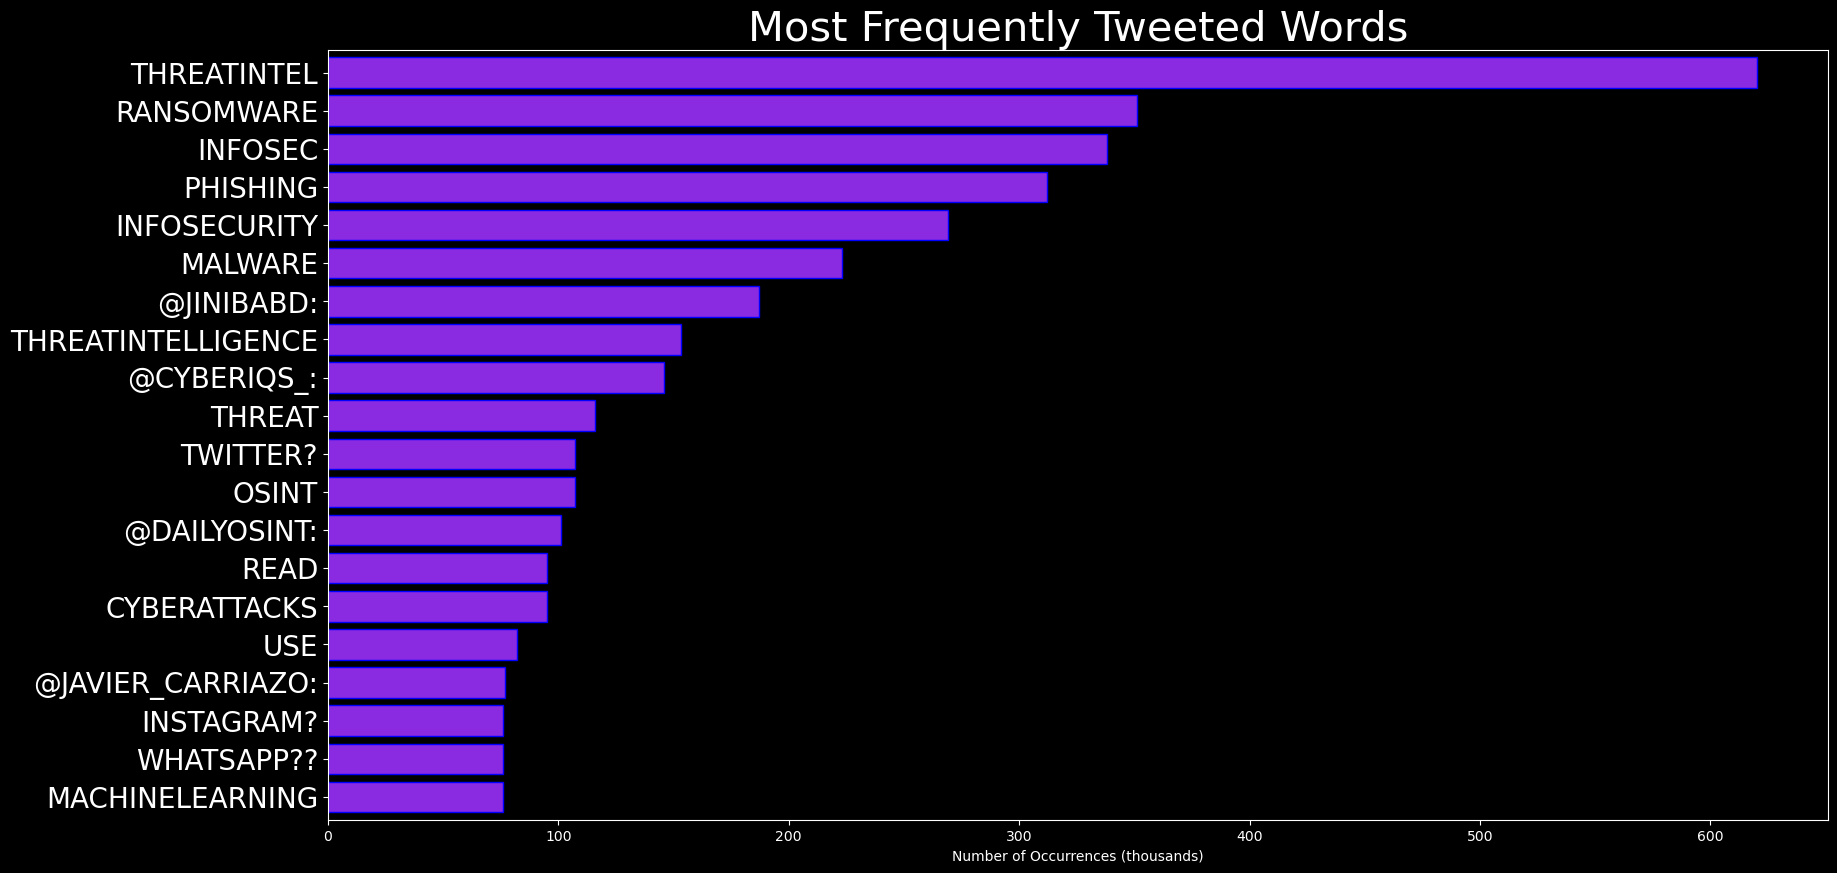 Most Frequently Tweeted Words
THREATINTEL
RANSOMWARE
INFOSEC
PHISHING
INFOSECURITY
MALWARE
@JINIBABD:
THREATINTELLIGENCE
@CYBERIQS_:
THREAT
TWITTER?
OSINT
@DAILYOSINT:
READ
CYBERATTACKS
USE
@JAVIER_CARRIAZO:
INSTAGRAM?
WHATSAPP??
MACHINELEARNING
0 100 200 300 400 500 600
Number of Occurrences (thousands)